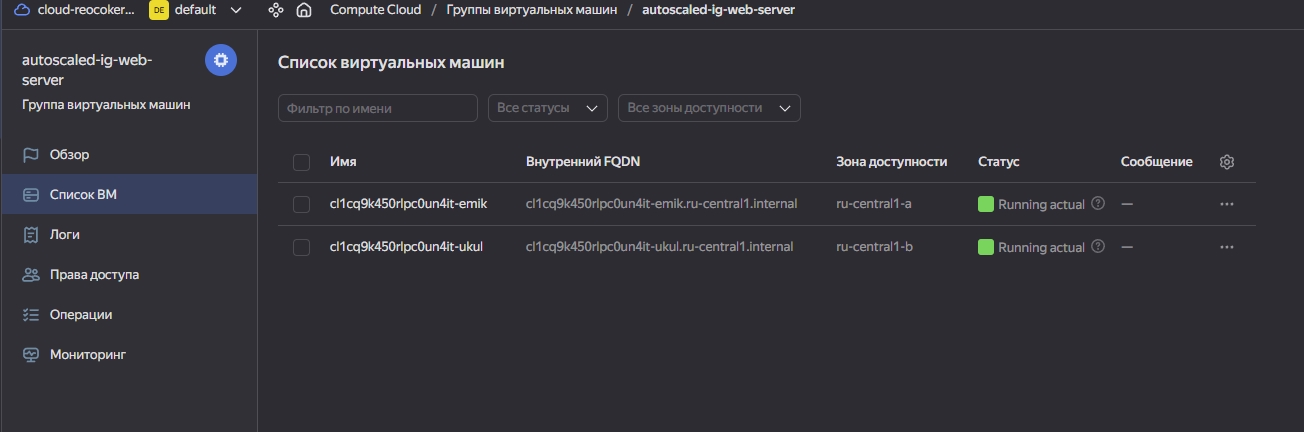 cloud-reocoker... DE default Compute Cloud / Группы виртуальных машин / autoscaled-ig-web-server
autoscaled-ig-web-
server
Группа виртуальных машин
Обзор
Список ВМ
Логи
Права доступа
Операции
Мониторинг
Список виртуальных машин
Фильтр по имени Все статусы Все зоны доступности
Имя Внутренний FQDN Зона доступности Статус Сообщение
cl1cq9k450rlpc0un4it-emik cl1cq9k450rlpc0un4it-emik.ru-central1.internal ru-central1-a Running actual — ...
cl1cq9k450rlpc0un4it-ukul cl1cq9k450rlpc0un4it-ukul.ru-central1.internal ru-central1-b Running actual — ...